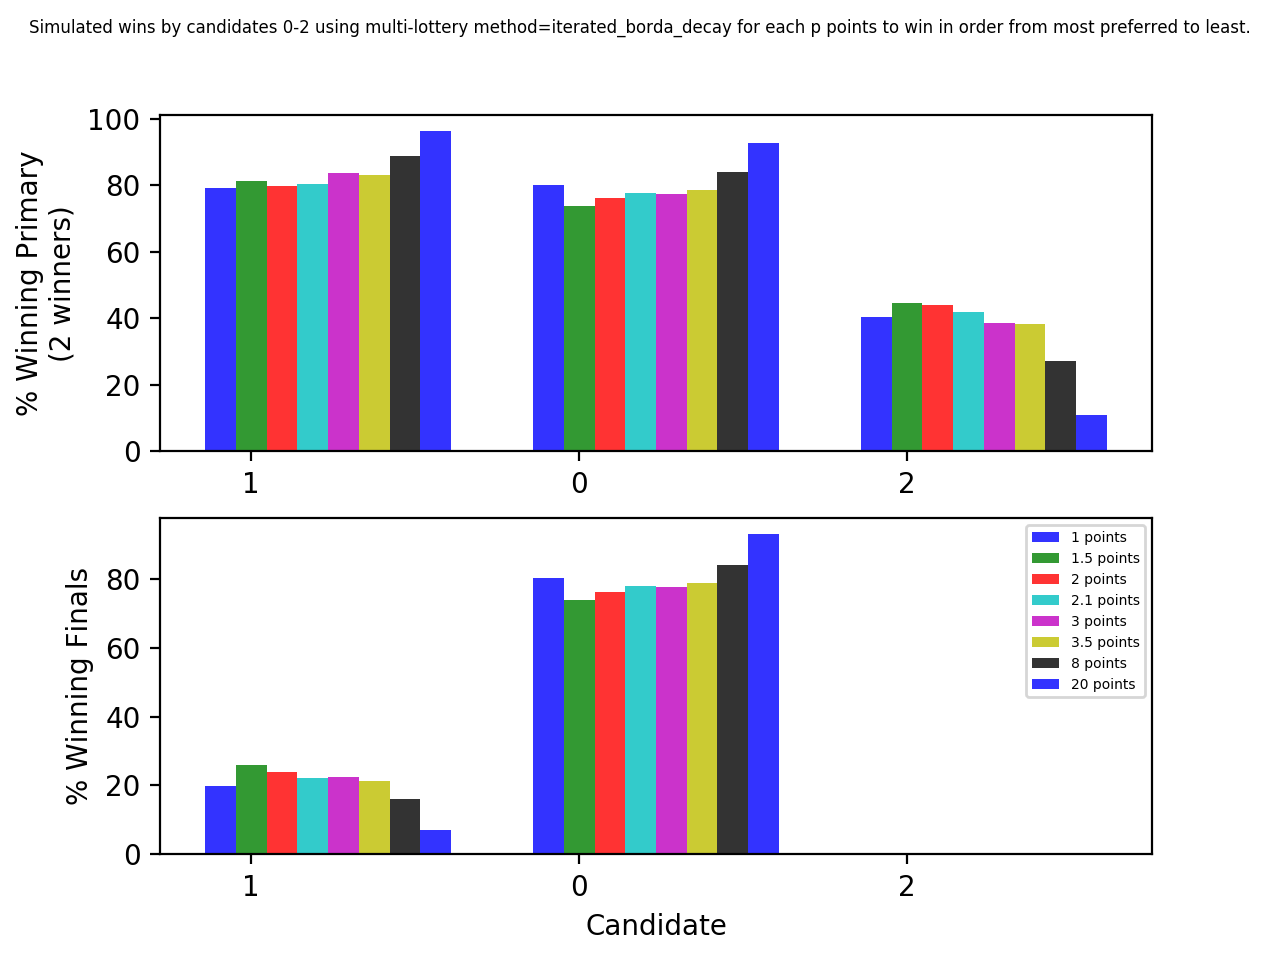 Simulated wins by candidates 0-2 using multi-lottery method=iterated_borda_decay for each p points to win in order from most preferred to least.
% Winning Primary
(2 winners)
100
80
60
40
20
0
1
0
2
% Winning Finals
80
60
40
20
0
1
0
2
Candidate
1 points
1.5 points
2 points
2.1 points
3 points
3.5 points
8 points
20 points